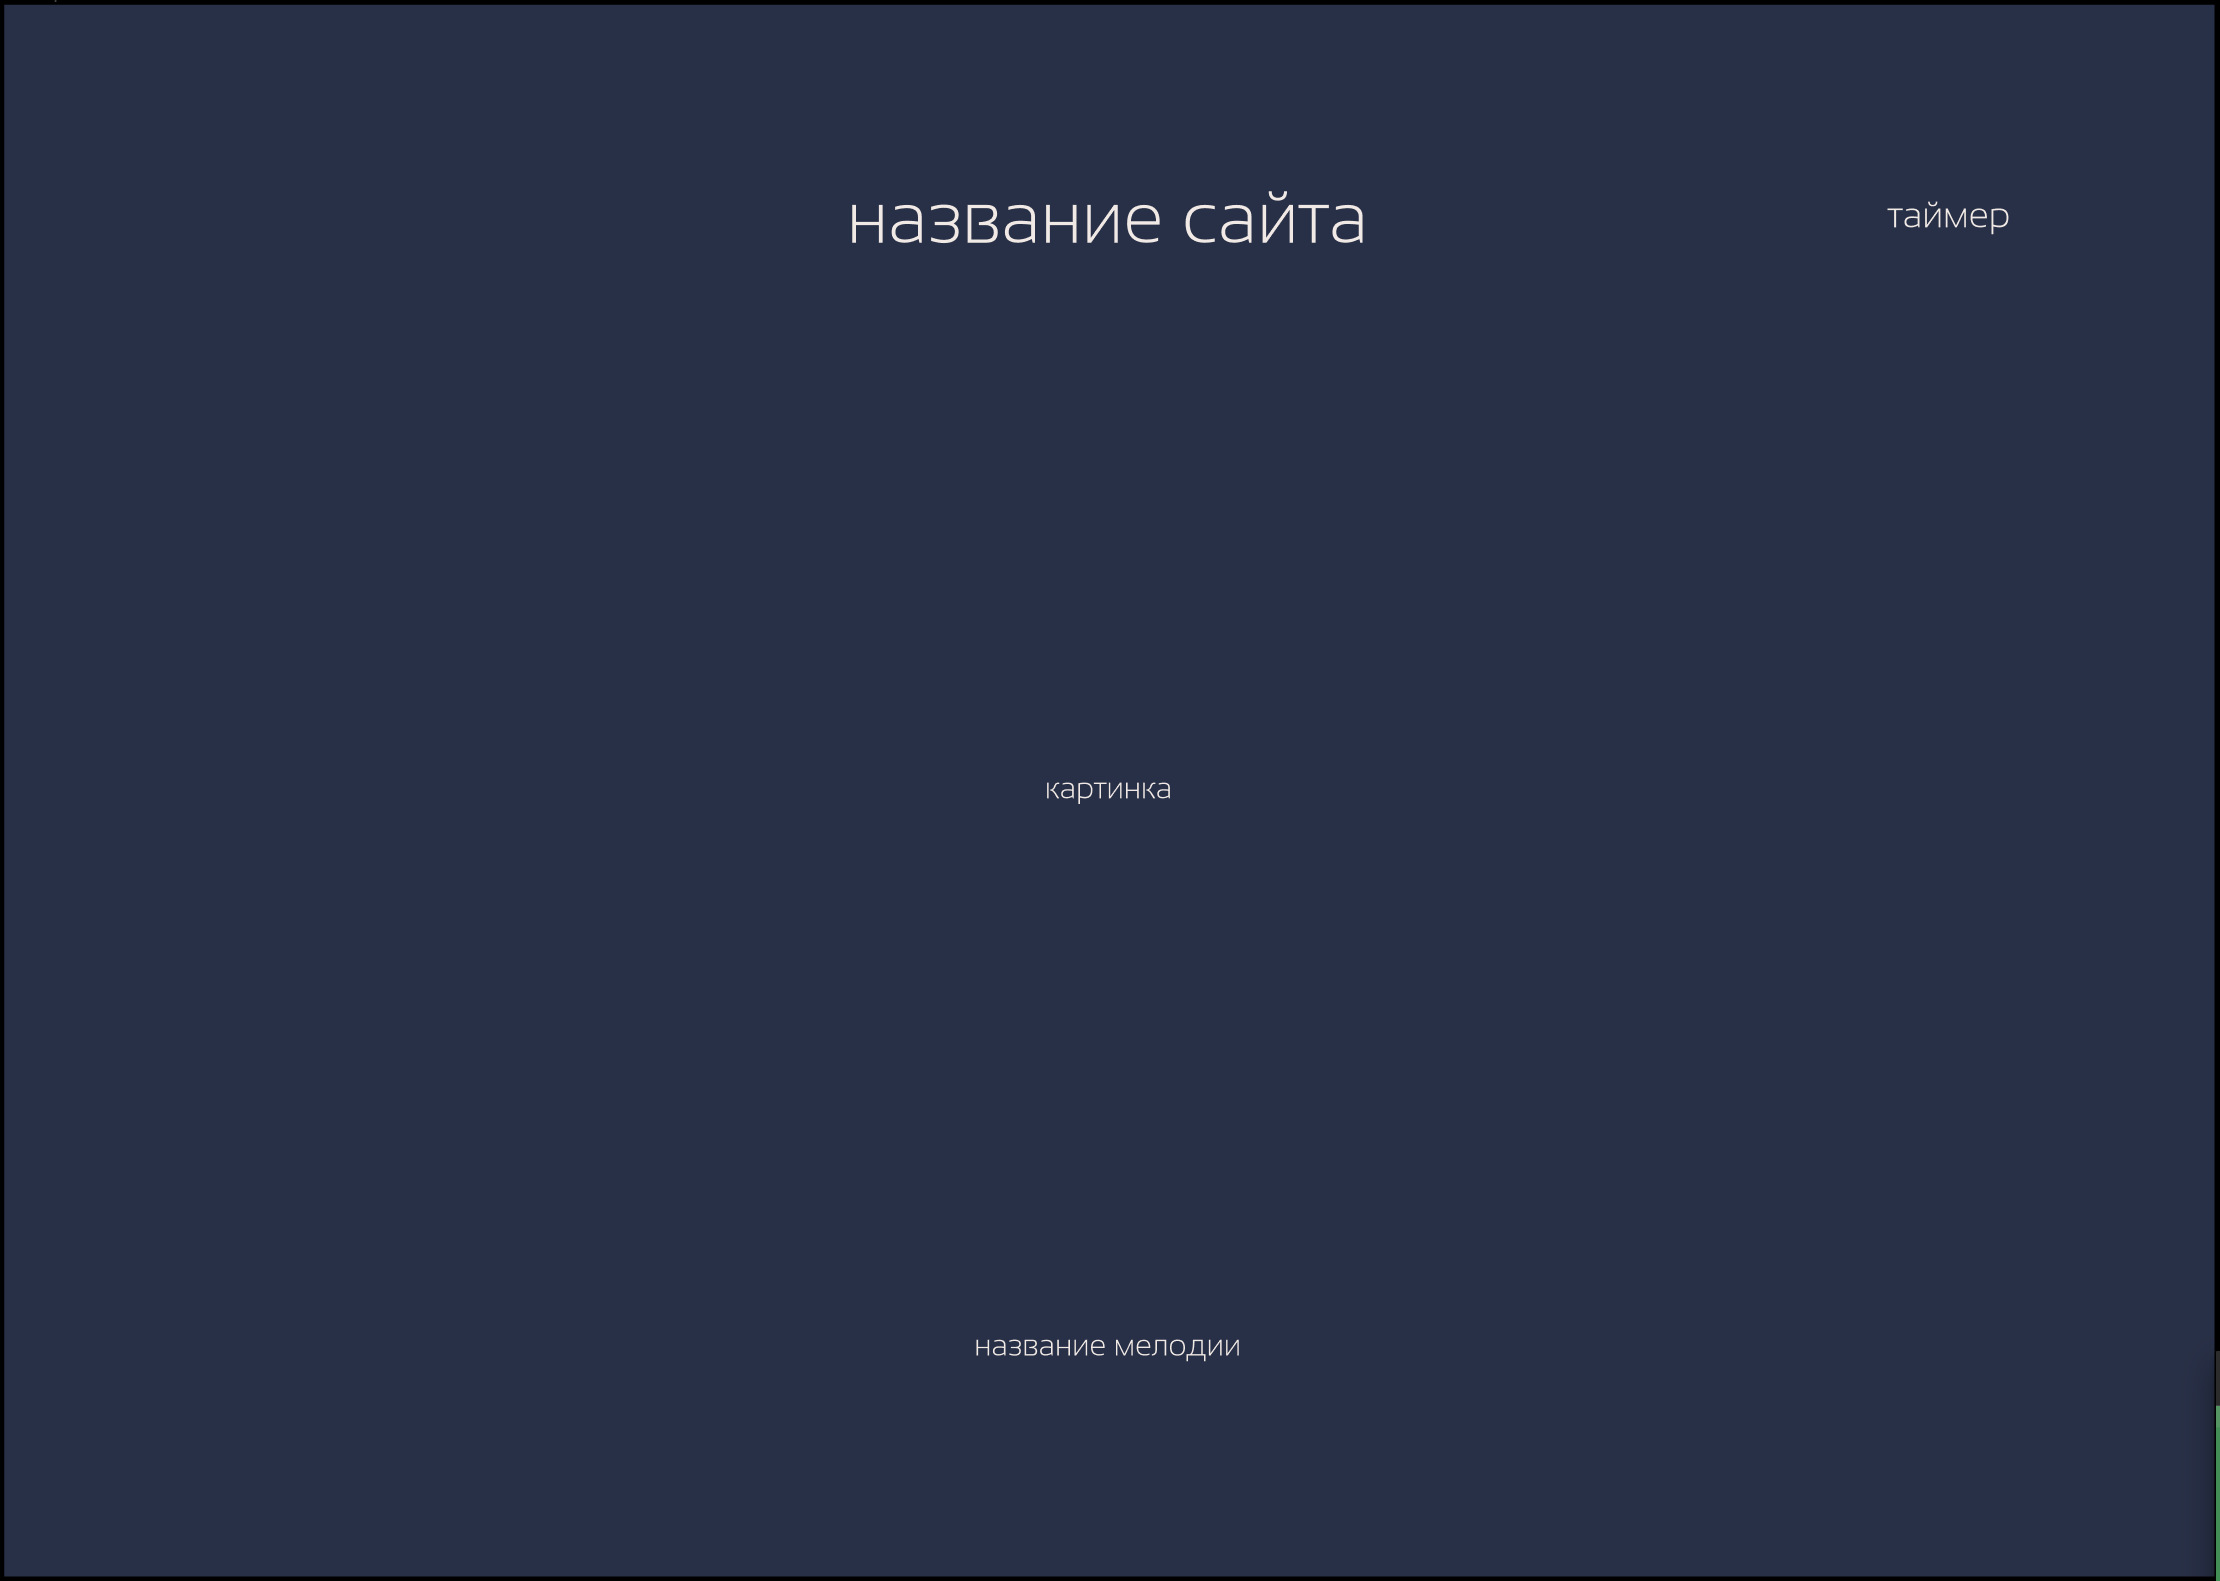 название сайта
таймер
картинка
название мелодии